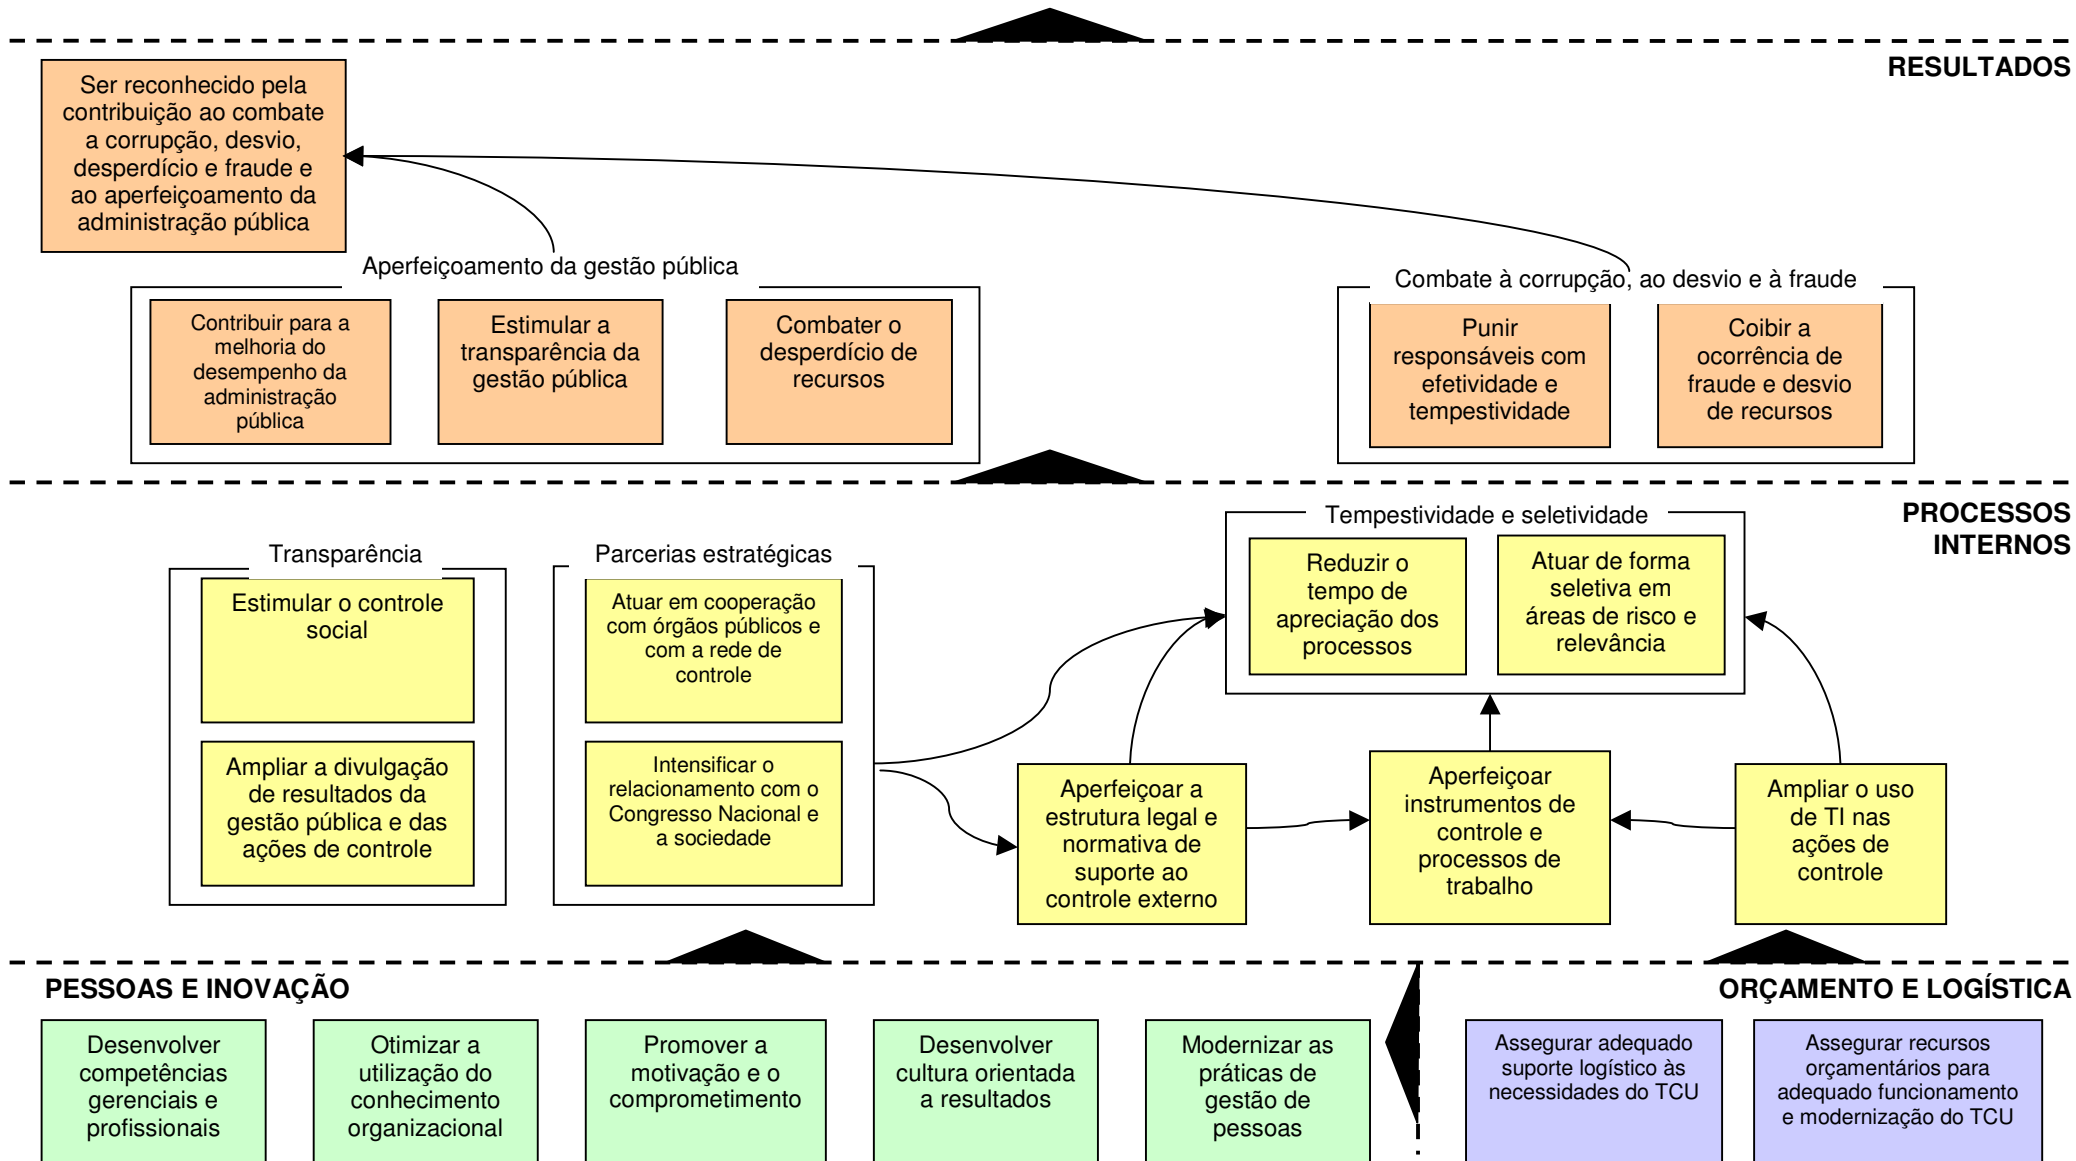 RESULTADOS
Ser reconhecido pela
contribuição ao combate
a corrupção, desvio,
desperdício e fraude e
ao aperfeiçoamento da
administração pública
Aperfeiçoamento da gestão pública
Contribuir para a
melhoria do
desempenho da
administração
pública
Estimular a
transparência da
gestão pública
Combater o
desperdício de
recursos
Combate à corrupção, ao desvio e à fraude
Punir
responsáveis com
efetividade e
tempestividade
Coibir a
ocorrência de
fraude e desvio
de recursos
PROCESSOS
INTERNOS
Transparência
Estimular o controle
social
Ampliar a divulgação
de resultados da
gestão pública e das
ações de controle
Parcerias estratégicas
Atuar em cooperação
com órgãos públicos e
com a rede de
controle
Intensificar o
relacionamento com o
Congresso Nacional e
a sociedade
Tempestividade e seletividade
Reduzir o
tempo de
apreciação dos
processos
Atuar de forma
seletiva em
áreas de risco e
relevância
Aperfeiçoar a
estrutura legal e
normativa de
suporte ao
controle externo
Aperfeiçoar
instrumentos de
controle e
processos de
trabalho
Ampliar o uso
de TI nas
ações de
controle
PESSOAS E INOVAÇÃO
Desenvolver
competências
gerenciais e
profissionais
Otimizar a
utilização do
conhecimento
organizacional
Promover a
motivação e o
comprometimento
Desenvolver
cultura orientada
a resultados
Modernizar as
práticas de
gestão de
pessoas
ORÇAMENTO E LOGÍSTICA
Assegurar adequado
suporte logístico às
necessidades do TCU
Assegurar recursos
orçamentários para
adequado funcionamento
e modernização do TCU